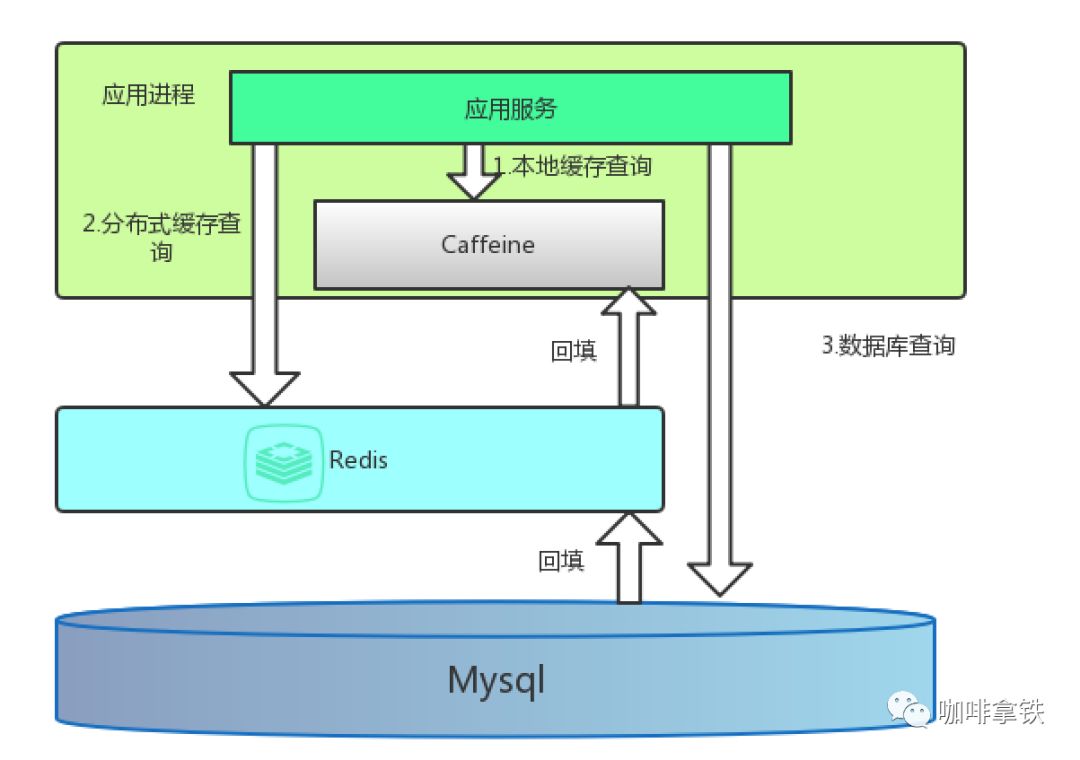 应用进程
应用服务
1.本地缓存查询
2.分布式缓存查
询
Caffeine
回填
3.数据库查询
Redis
回填
Mysql
咖啡拿铁